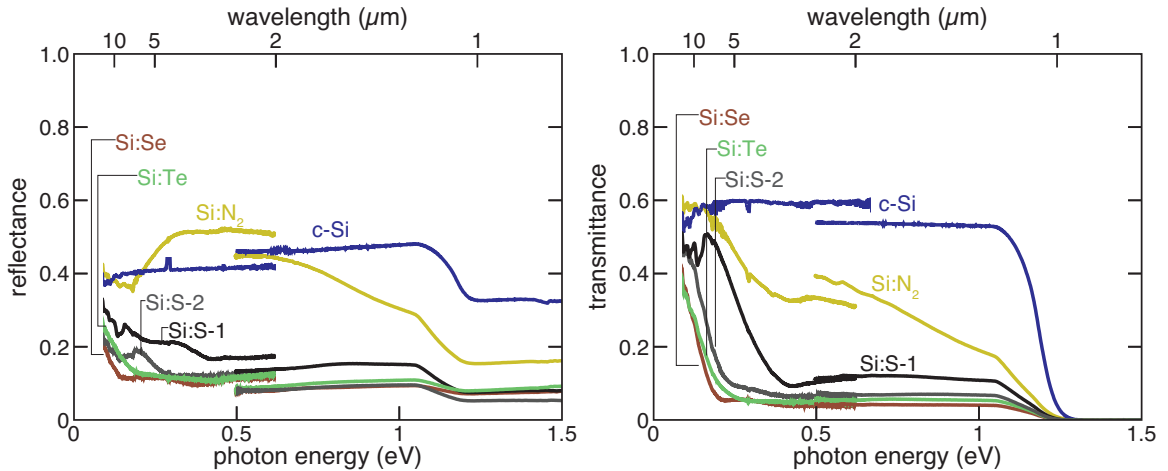 wavelength (µm)
10 5 2 1
1.0
0.8
0.6
0.4
0.2
0
reflectance
Si:Se
Si:Te
Si:N2
c-Si
Si:S-2
Si:S-1
0 0.5 1 1.5
photon energy (eV)
wavelength (µm)
10 5 2 1
1.0
0.8
0.6
0.4
0.2
0
transmittance
Si:Se
Si:Te
Si:S-2
c-Si
Si:N2
Si:S-1
0 0.5 1 1.5
photon energy (eV)